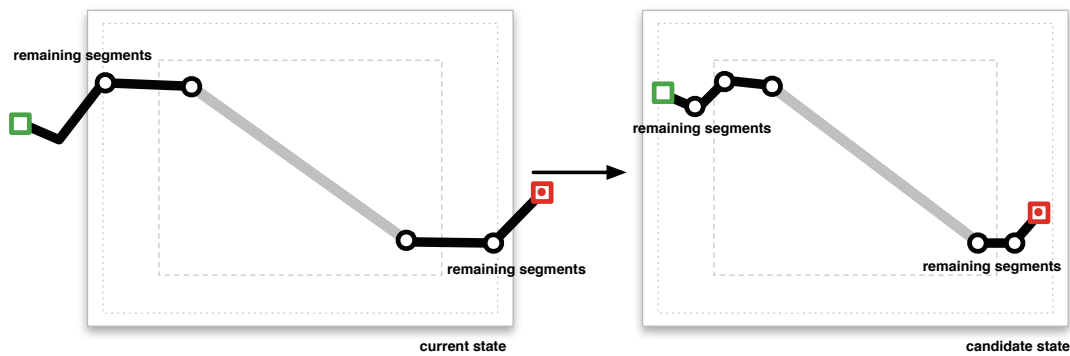 remaining segments
remaining segments
current state
remaining segments
remaining segments
candidate state